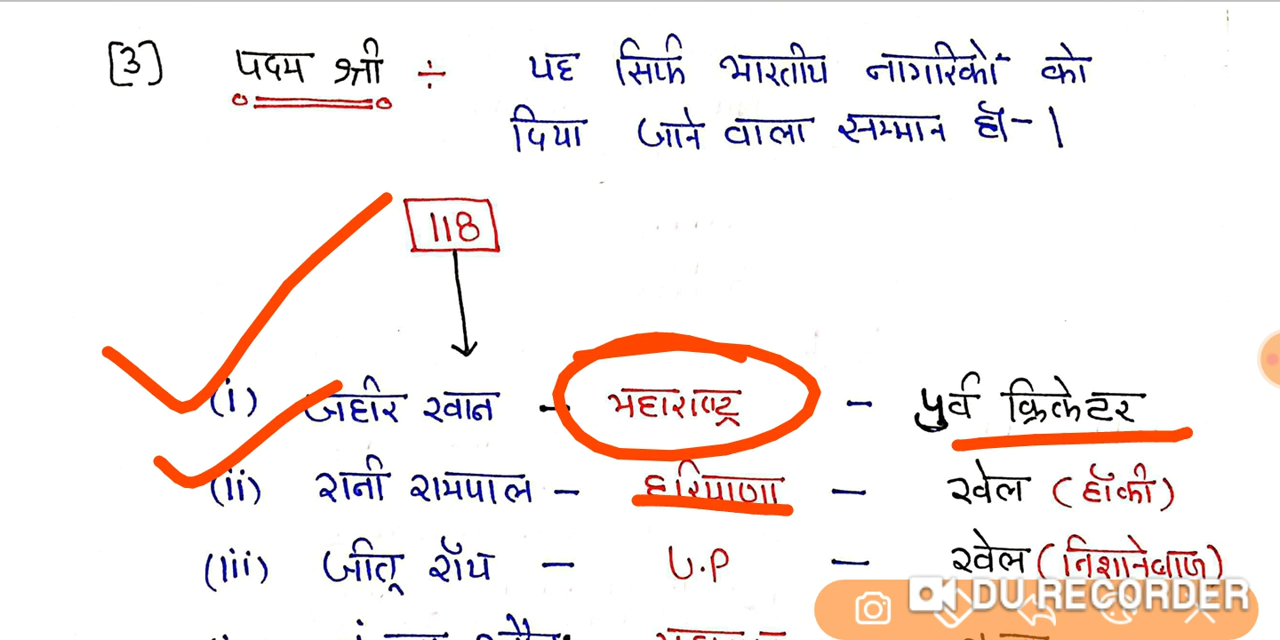 [3] पदम श्री ÷ यह सिर्फ भारतीय नागरिकों को
दिया जाने वाला सम्मान हैं - ।
118
(i) जहीर खान - महाराष्ट्र - पुर्व क्रिकेटर
(ii) रानी रामपाल - हरियाणा - खेल (हॉकी)
(iii) जीतू रॉय - U.P - खेल (निशानेबाज)
DU RECORDER